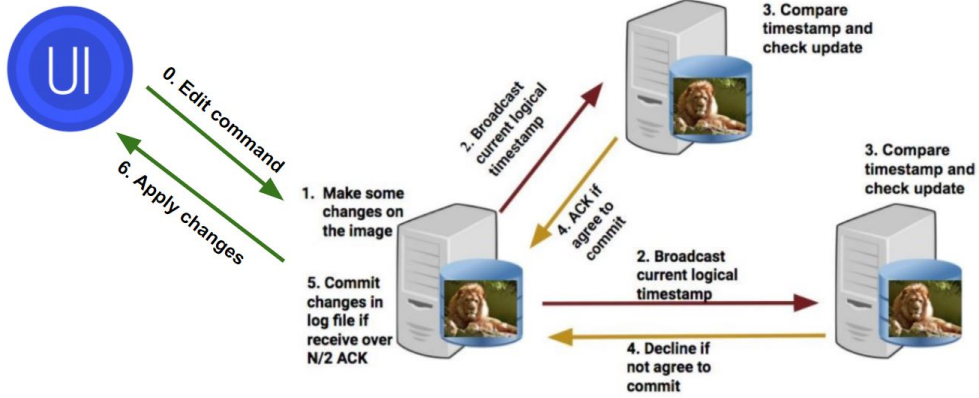 UI
0. Edit command
6. Apply changes
1. Make some
changes on
the image
5. Commit
changes in
log file if
receive over
N/2 ACK
2. Broadcast
current logical
timestamp
3. Compare
timestamp and
check update
4. ACK if
agree to
commit
2. Broadcast
current logical
timestamp
3. Compare
timestamp and
check update
4. Decline if
not agree to
commit